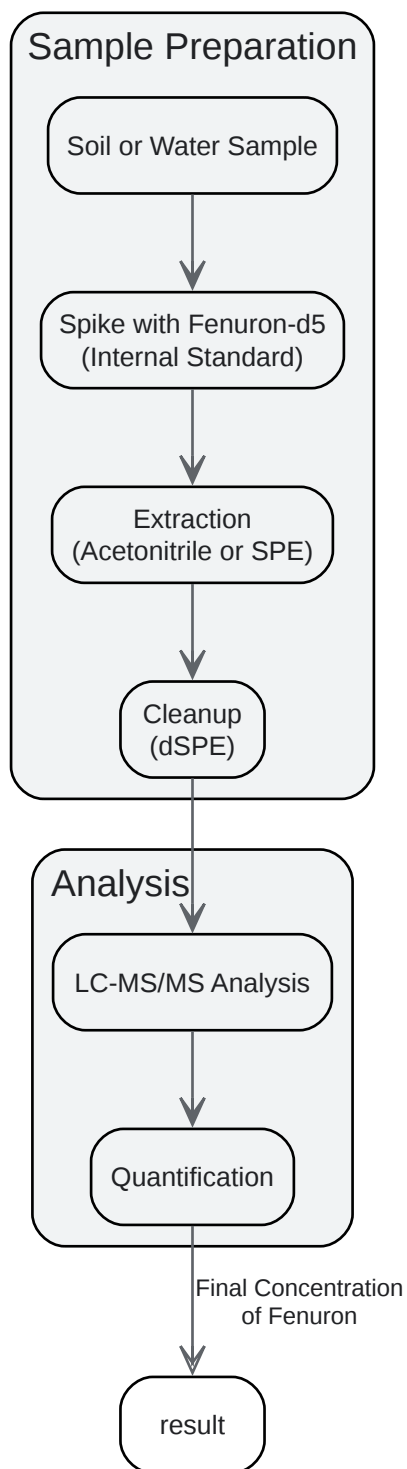 Sample Preparation
Soil or Water Sample
Spike with Fenuron-d5
(Internal Standard)
Extraction
(Acetonitrile or SPE)
Cleanup
(dSPE)
Analysis
LC-MS/MS Analysis
Quantification
Final Concentration
of Fenuron
result